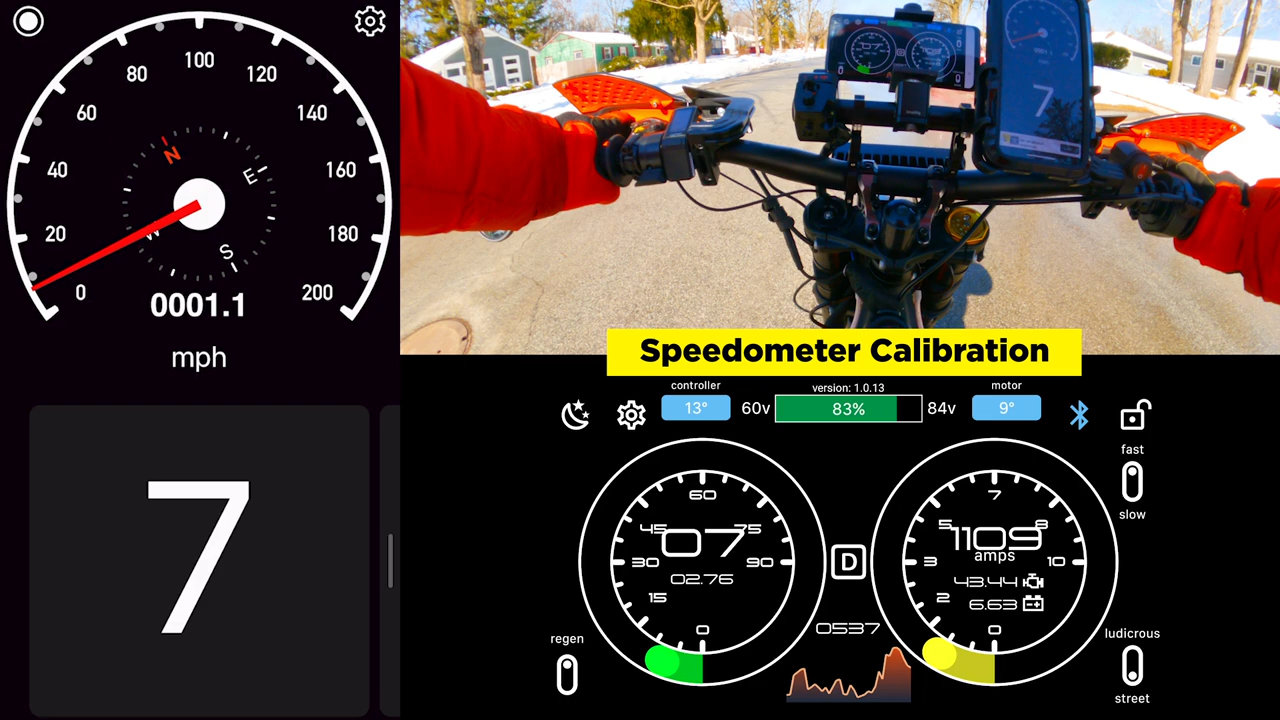 100
80
120
60
140
40
160
20
180
0
200
N
E
S
W
0001.1
mph
7
7
Speedometer Calibration
controller
13°
60v
version: 1.0.13
83%
84v
motor
9°
fast
slow
60
45
75
07
30
90
02.76
15
0
D
7
5
8
1109
amps
3
10
43.44
2
6.63
0
0537
regen
ludicrous
street